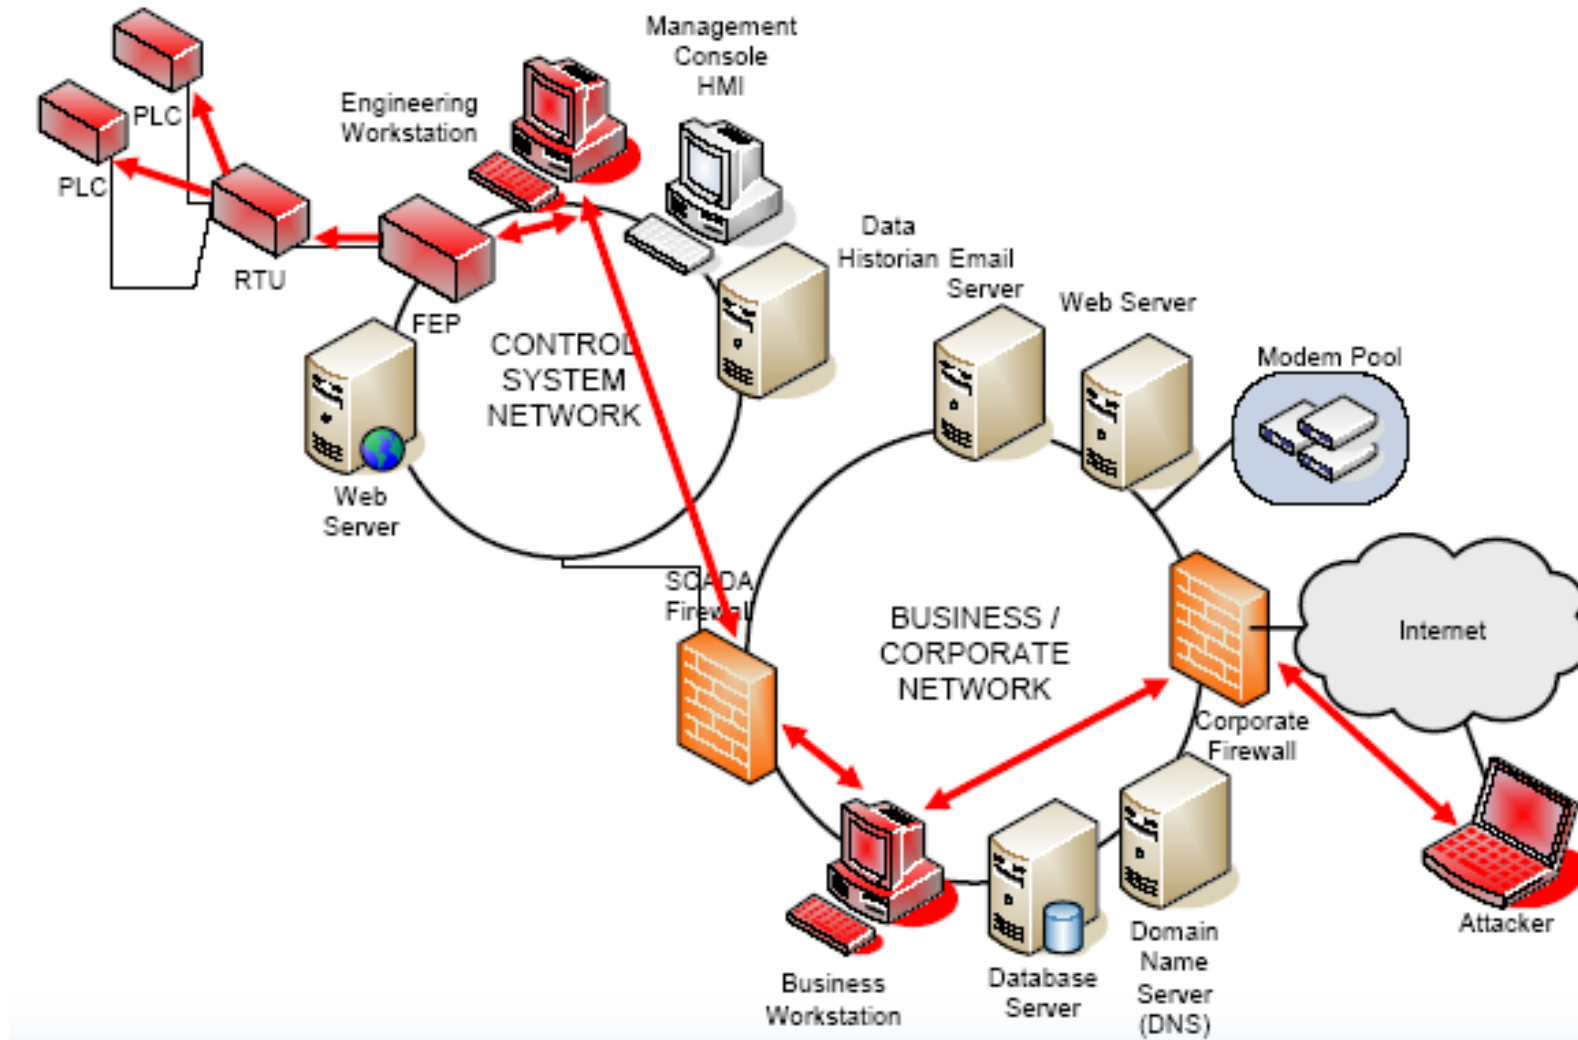 Management
Console
HMI
Engineering
Workstation
PLC
PLC
RTU
FEP
Data
Historian
Email
Server
Web Server
Modem Pool
CONTROL
SYSTEM
NETWORK
Web
Server
SCADA
Firewall
BUSINESS /
CORPORATE
NETWORK
Internet
Corporate
Firewall
Attacker
Business
Workstation
Database
Server
Domain
Name
Server
(DNS)